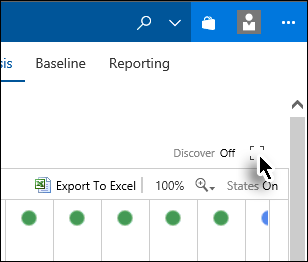 sis Baseline Reporting
Discover Off
Export To Excel 100% States On